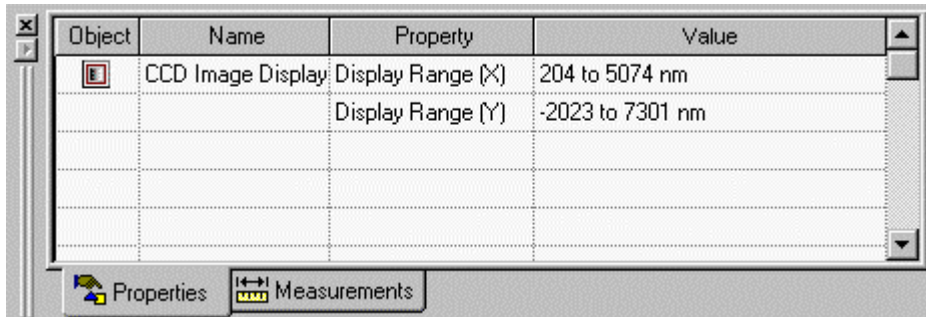 Object Name Property Value
CCD Image Display Display Range (X) 204 to 5074 nm
Display Range (Y) -2023 to 7301 nm
Properties Measurements